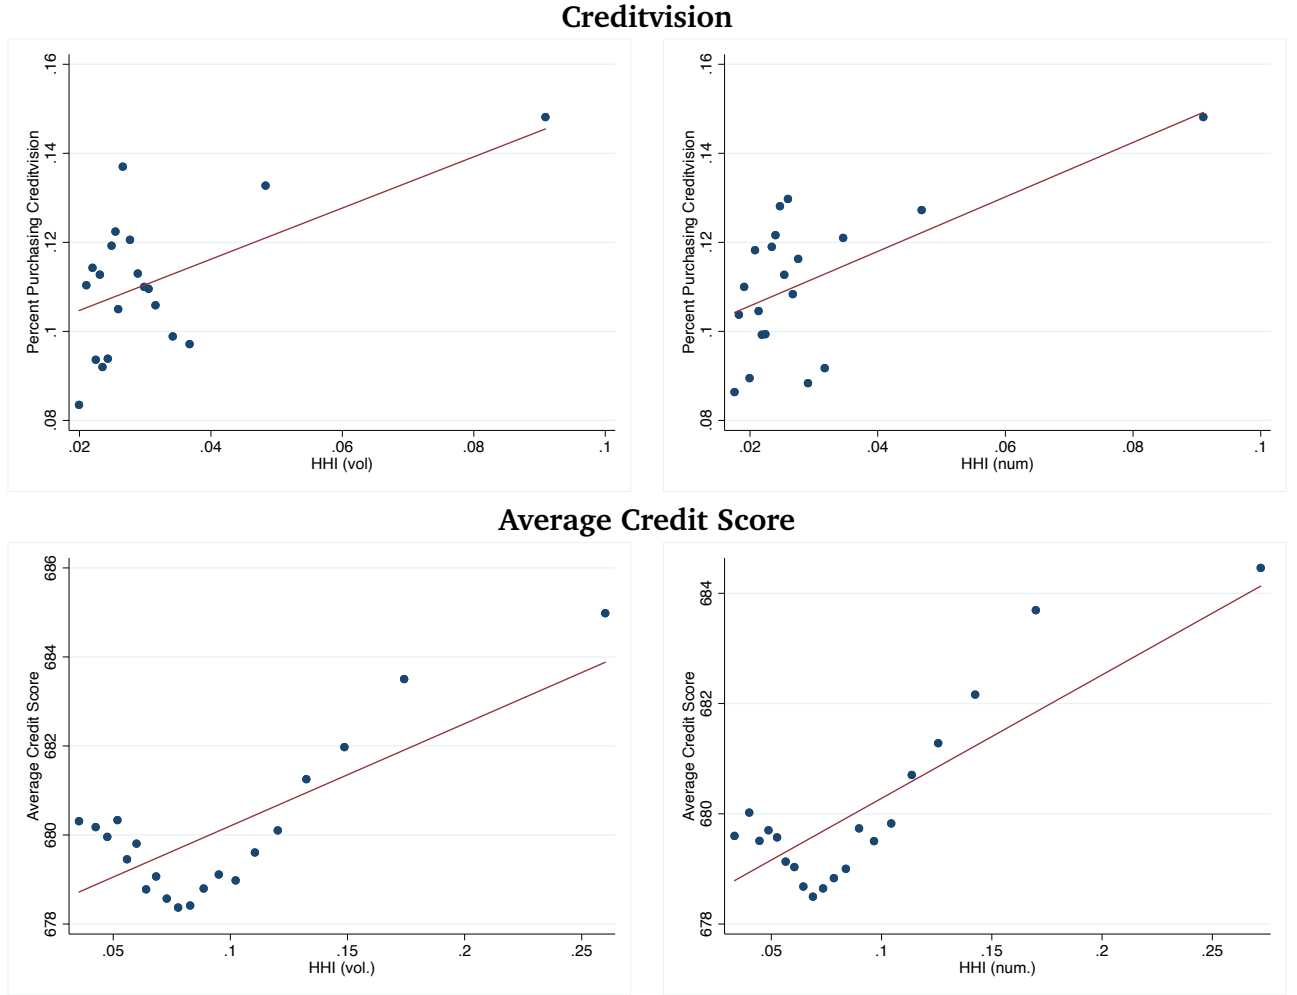 Creditvision
Percent Purchasing Creditvision
.16
.14
.12
.1
.08
.02 .04 .06 .08 .1
HHI (vol)
Percent Purchasing Creditvision
.16
.14
.12
.1
.08
.02 .04 .06 .08 .1
HHI (num)
Average Credit Score
Average Credit Score
686
684
682
680
678
.05 .1 .15 .2 .25
HHI (vol.)
Average Credit Score
684
682
680
678
.05 .1 .15 .2 .25
HHI (num.)